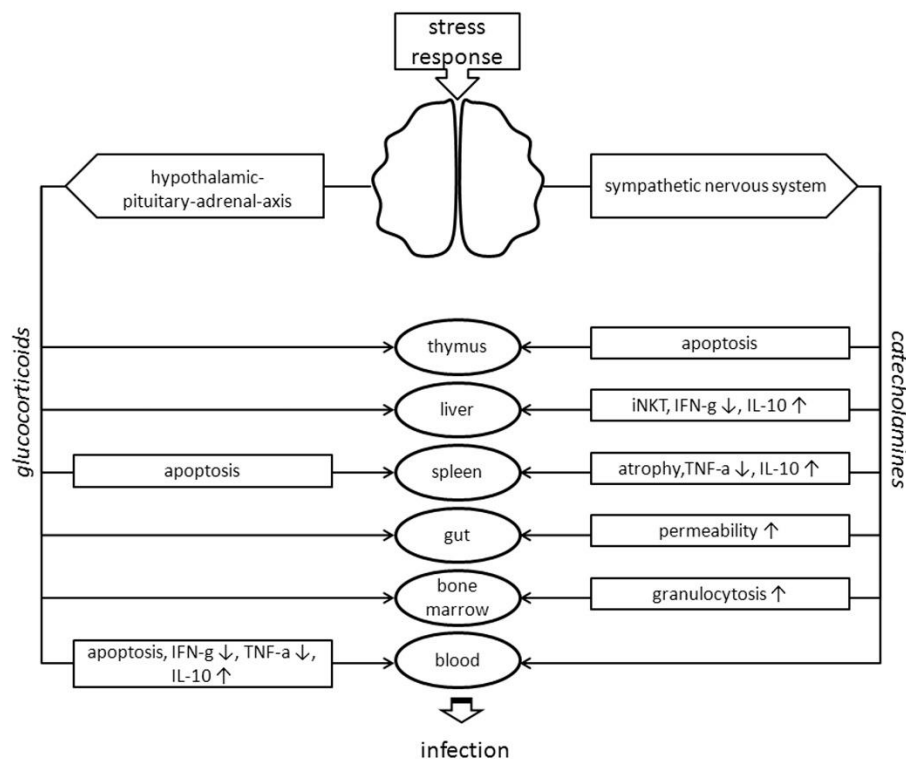 stress
response
hypothalamic-
pituitary-adrenal-axis
sympathetic nervous system
glucocorticoids
catecholamines
thymus
apoptosis
liver
iNKT, IFN-g ↓, IL-10 ↑
apoptosis
spleen
atrophy,TNF-a ↓, IL-10 ↑
gut
permeability ↑
bone
marrow
granulocytosis ↑
apoptosis, IFN-g ↓, TNF-a ↓,
IL-10 ↑
blood
infection